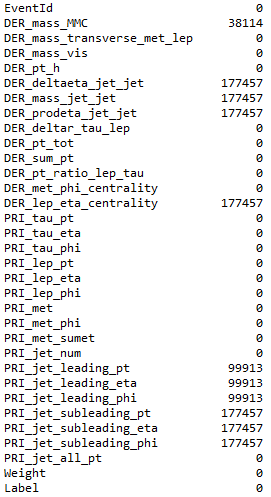 EventId 0
DER_mass_MMC 38114
DER_mass_transverse_met_lep 0
DER_mass_vis 0
DER_pt_h 0
DER_deltaeta_jet_jet 177457
DER_mass_jet_jet 177457
DER_prodeta_jet_jet 177457
DER_deltar_tau_lep 0
DER_pt_tot 0
DER_sum_pt 0
DER_pt_ratio_lep_tau 0
DER_met_phi_centrality 0
DER_lep_eta_centrality 177457
PRI_tau_pt 0
PRI_tau_eta 0
PRI_tau_phi 0
PRI_lep_pt 0
PRI_lep_eta 0
PRI_lep_phi 0
PRI_met 0
PRI_met_phi 0
PRI_met_sumet 0
PRI_jet_num 0
PRI_jet_leading_pt 99913
PRI_jet_leading_eta 99913
PRI_jet_leading_phi 99913
PRI_jet_subleading_pt 177457
PRI_jet_subleading_eta 177457
PRI_jet_subleading_phi 177457
PRI_jet_all_pt 0
Weight 0
Label 0